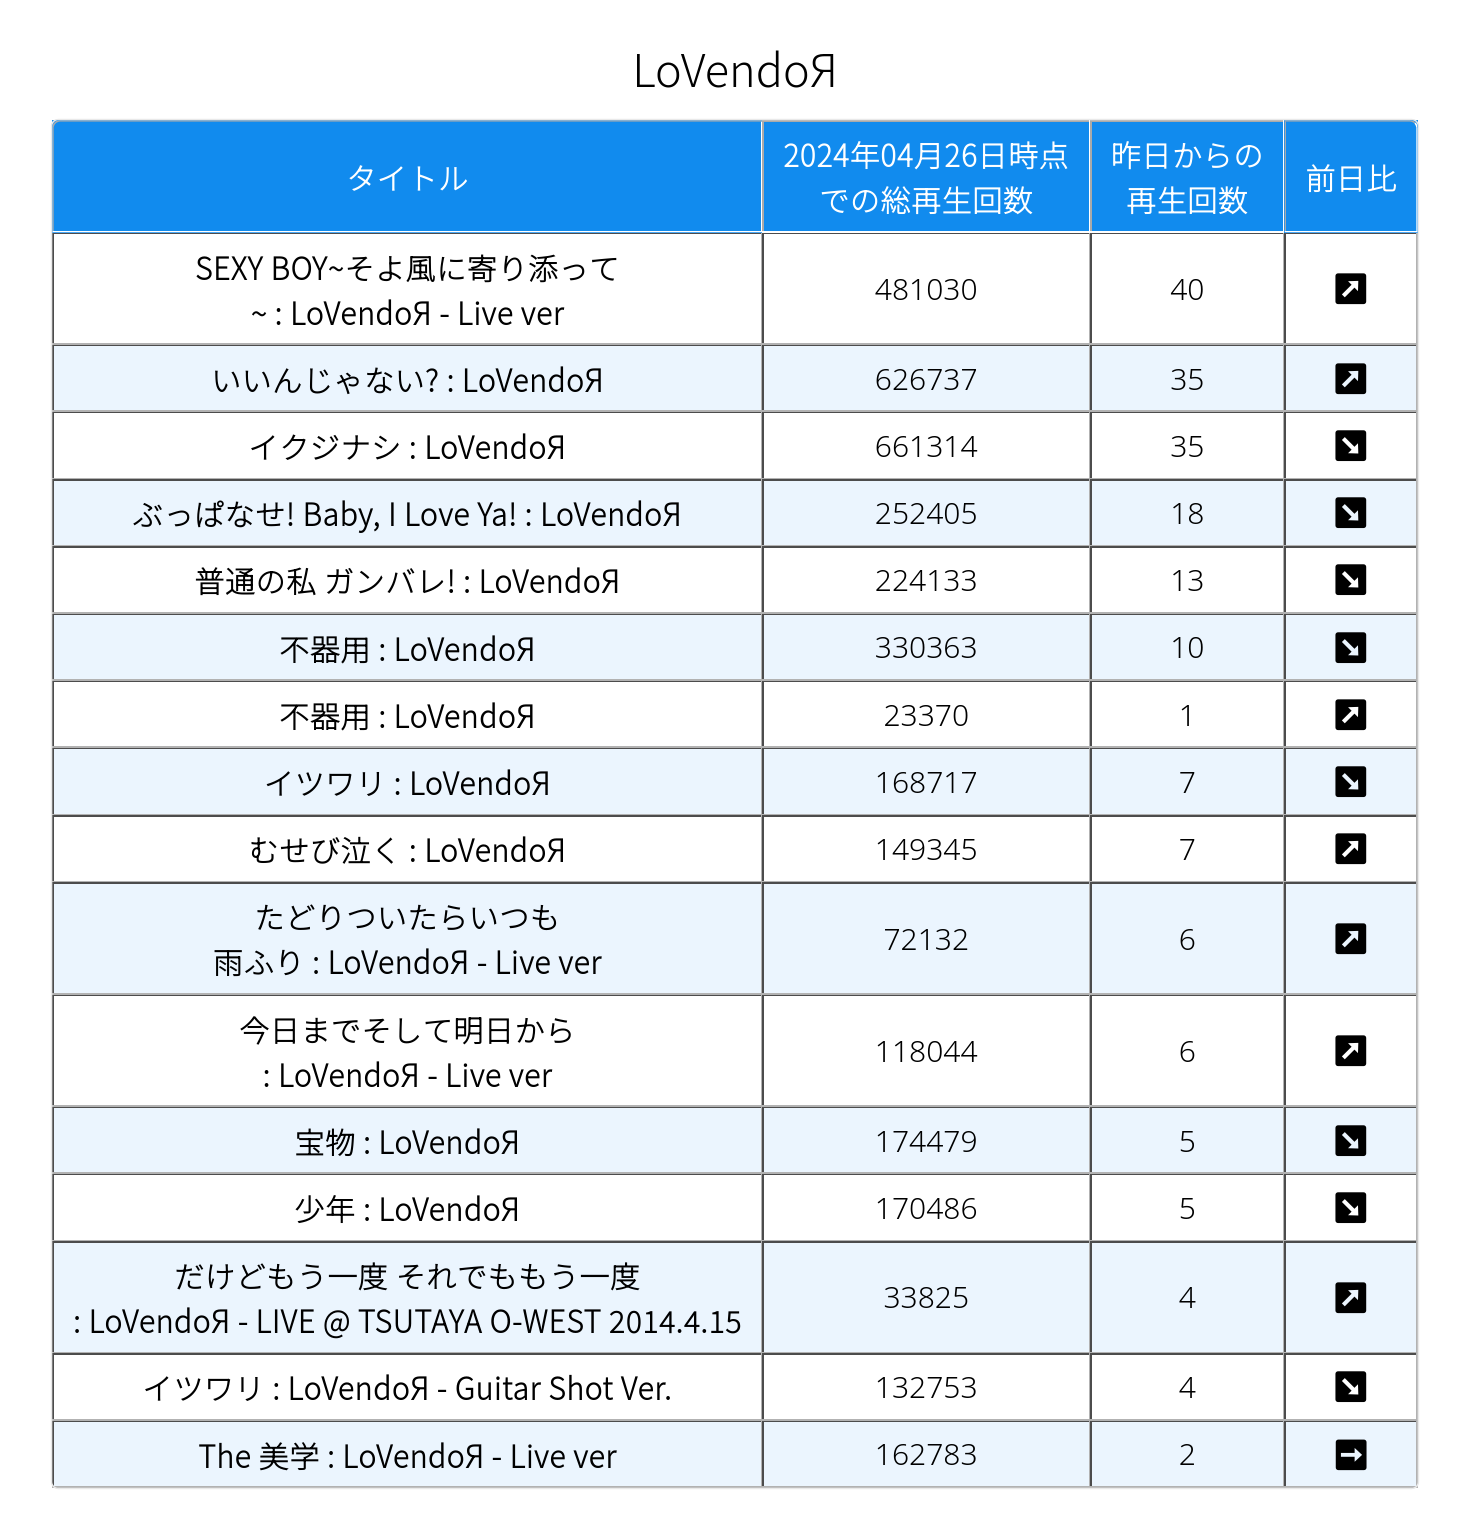 LoVendoЯ
タイトル
2024年04月26日時点
での総再生回数
昨日からの
再生回数
前日比
SEXY BOY~そよ風に寄り添って
~ : LoVendoЯ - Live ver
481030
40
いいんじゃない? : LoVendoЯ
626737
35
イクジナシ : LoVendoЯ
661314
35
ぶっぱなせ! Baby, I Love Ya! : LoVendoЯ
252405
18
普通の私 ガンバレ! : LoVendoЯ
224133
13
不器用 : LoVendoЯ
330363
10
不器用 : LoVendoЯ
23370
1
イツワリ : LoVendoЯ
168717
7
むせび泣く : LoVendoЯ
149345
7
たどりついたらいつも
雨ふり : LoVendoЯ - Live ver
72132
6
今日までそして明日から
: LoVendoЯ - Live ver
118044
6
宝物 : LoVendoЯ
174479
5
少年 : LoVendoЯ
170486
5
だけどもう一度 それでももう一度
: LoVendoЯ - LIVE @ TSUTAYA O-WEST 2014.4.15
33825
4
イツワリ : LoVendoЯ - Guitar Shot Ver.
132753
4
The 美学 : LoVendoЯ - Live ver
162783
2